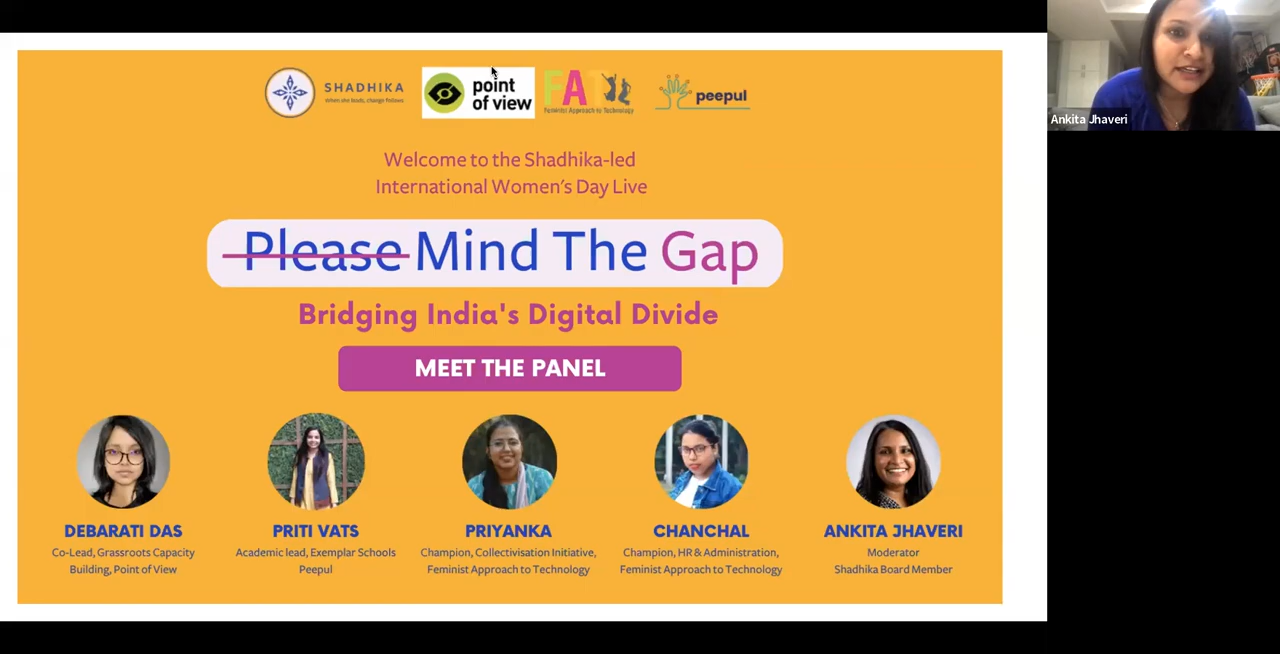 SHADHIKA
When she leads, change follows
point
of view
FAT
Feminist Approach to Technology
peepul
Ankita Jhaveri
Welcome to the Shadhika-led
International Women's Day Live
Please Mind The Gap
Bridging India's Digital Divide
MEET THE PANEL
DEBARATI DAS
Co-Lead, Grassroots Capacity
Building, Point of View
PRITI VATS
Academic lead, Exemplar Schools
Peepul
PRIYANKA
Champion, Collectivisation Initiative,
Feminist Approach to Technology
CHANCHAL
Champion, HR & Administration,
Feminist Approach to Technology
ANKITA JHAVERI
Moderator
Shadhika Board Member